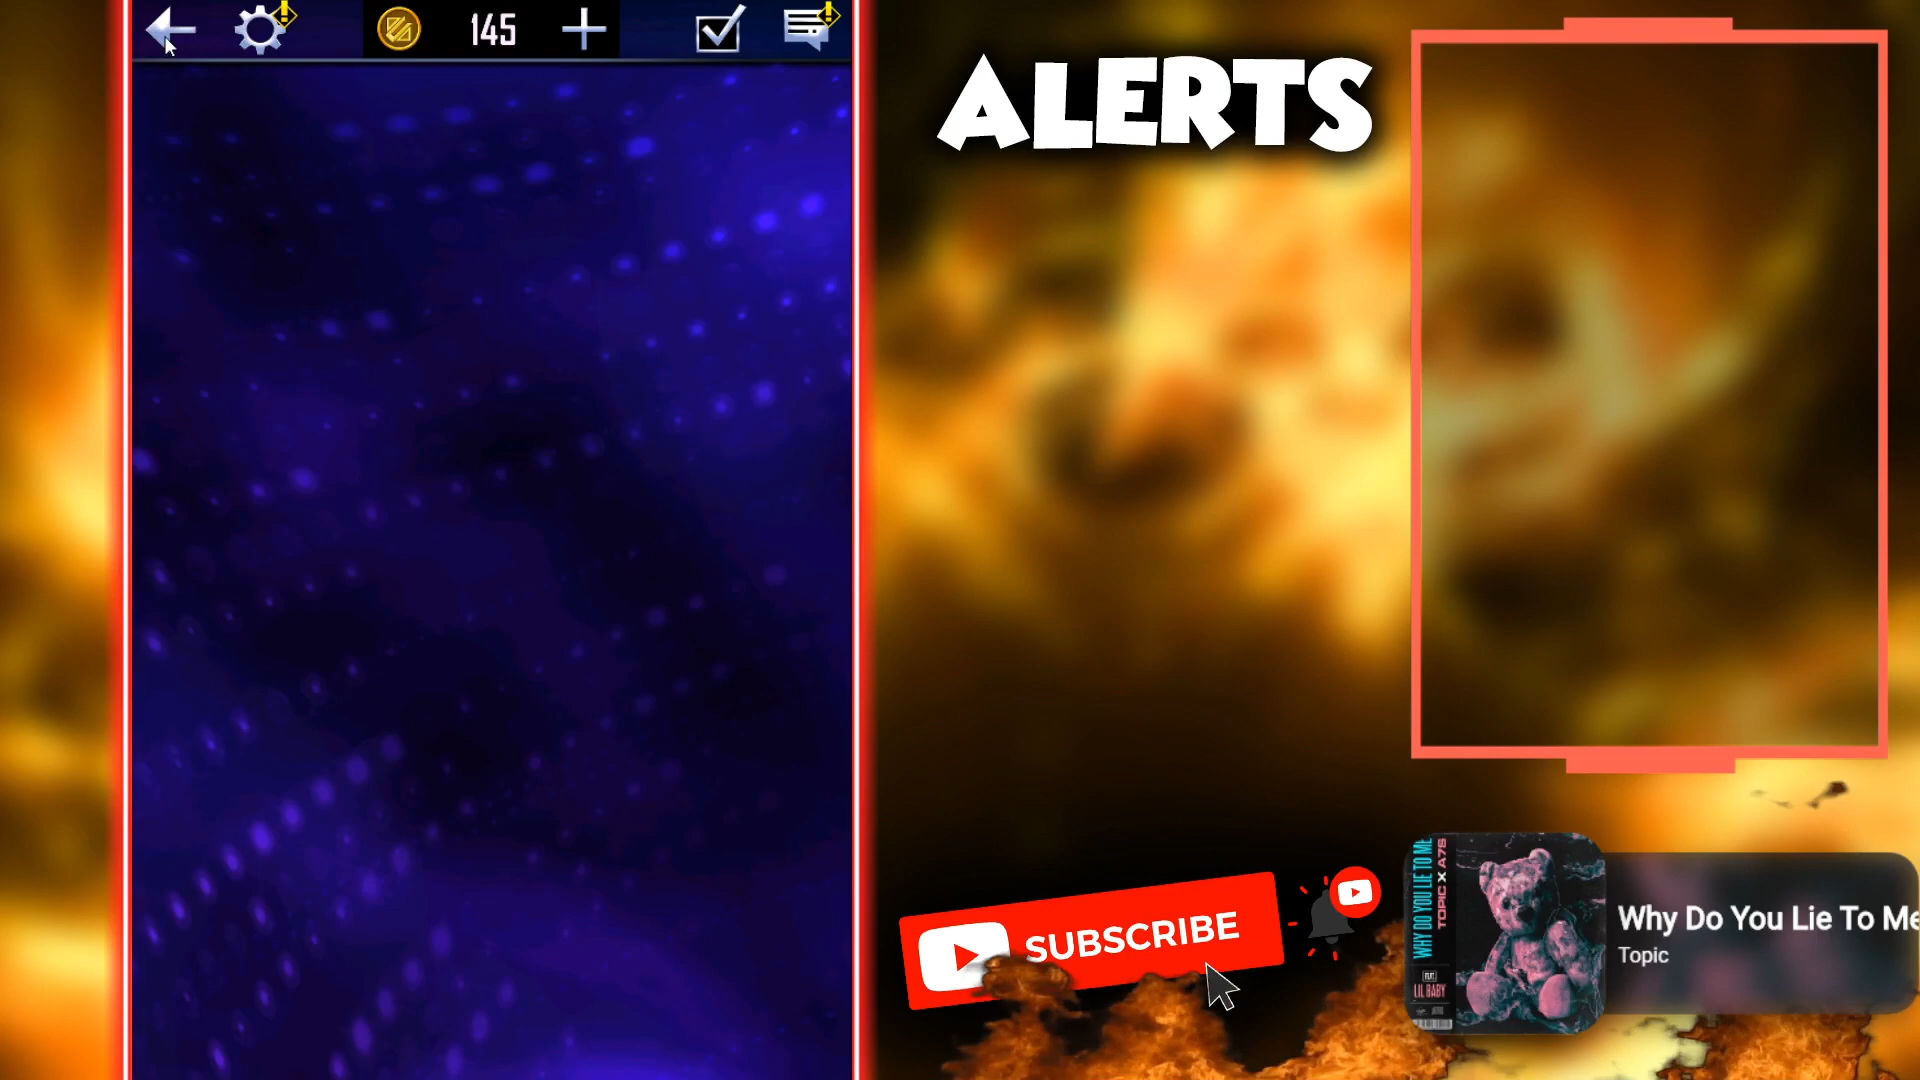 145
ALERTS
SUBSCRIBE
WHY DO YOU LIE TO ME
TOPIC X A7S
FEAT.
LIL BABY
Why Do You Lie To Me
Topic